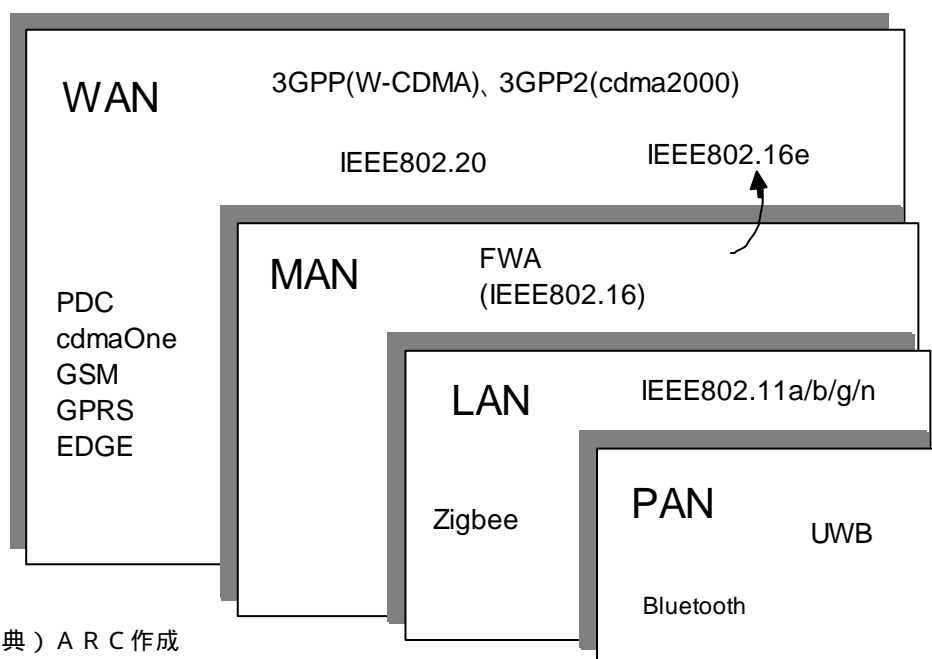 WAN
3GPP(W-CDMA)、3GPP2(cdma2000)
IEEE802.20
IEEE802.16e
PDC
cdmaOne
GSM
GPRS
EDGE
MAN
FWA
(IEEE802.16)
LAN
IEEE802.11a/b/g/n
Zigbee
PAN
UWB
Bluetooth
典）ＡＲＣ作成